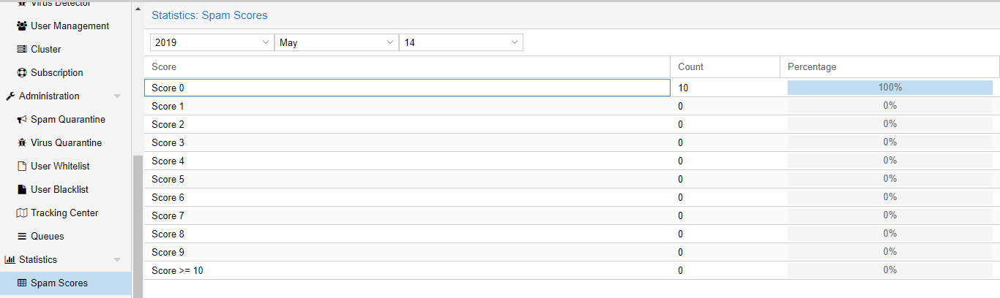 Virus Detector
User Management
Cluster
Subscription
Administration
Spam Quarantine
Virus Quarantine
User Whitelist
User Blacklist
Tracking Center
Queues
Statistics
Spam Scores
Statistics: Spam Scores
2019 May 14
Score Count Percentage
Score 0 10 100%
Score 1 0 0%
Score 2 0 0%
Score 3 0 0%
Score 4 0 0%
Score 5 0 0%
Score 6 0 0%
Score 7 0 0%
Score 8 0 0%
Score 9 0 0%
Score >= 10 0 0%